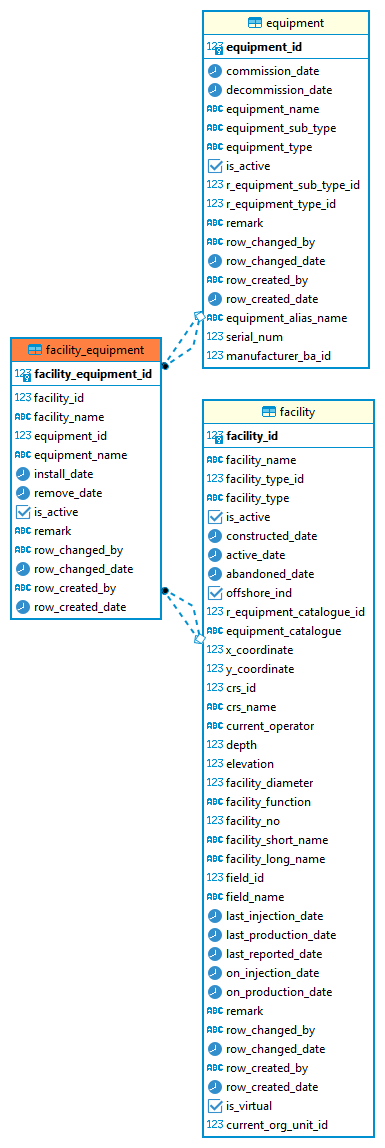 equipment
123 equipment_id
commission_date
decommission_date
ABC equipment_name
ABC equipment_sub_type
ABC equipment_type
is_active
123 r_equipment_sub_type_id
123 r_equipment_type_id
ABC remark
ABC row_changed_by
row_changed_date
ABC row_created_by
row_created_date
ABC equipment_alias_name
123 serial_num
123 manufacturer_ba_id
facility_equipment
123 facility_equipment_id
123 facility_id
ABC facility_name
123 equipment_id
ABC equipment_name
install_date
remove_date
is_active
ABC remark
ABC row_changed_by
row_changed_date
ABC row_created_by
row_created_date
facility
123 facility_id
ABC facility_name
123 facility_type_id
ABC facility_type
is_active
constructed_date
active_date
abandoned_date
offshore_ind
123 r_equipment_catalogue_id
ABC equipment_catalogue
123 x_coordinate
123 y_coordinate
123 crs_id
ABC crs_name
ABC current_operator
123 depth
123 elevation
123 facility_diameter
ABC facility_function
123 facility_no
ABC facility_short_name
ABC facility_long_name
123 field_id
ABC field_name
last_injection_date
last_production_date
last_reported_date
on_injection_date
on_production_date
ABC remark
ABC row_changed_by
row_changed_date
ABC row_created_by
row_created_date
is_virtual
123 current_org_unit_id